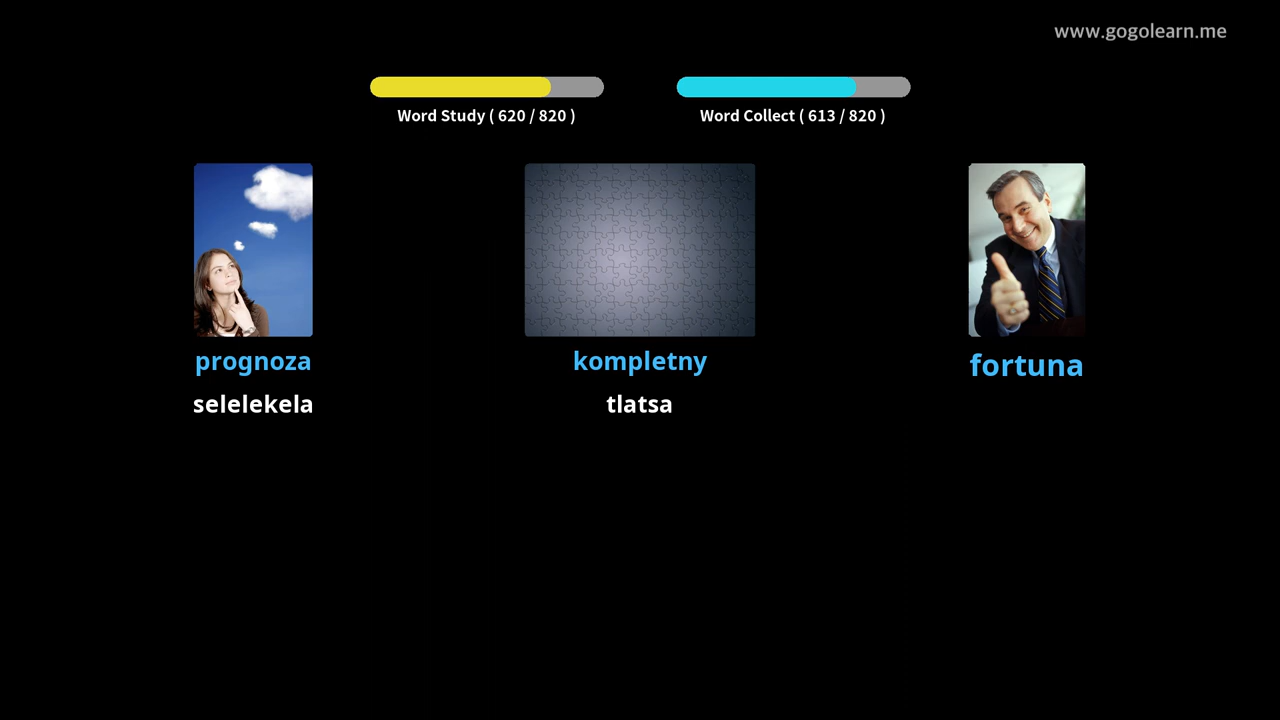 www.gogolearn.me
Word Study ( 620 / 820 )
Word Collect ( 613 / 820 )
prognoza
kompletny
fortuna
selelekela
tlatsa